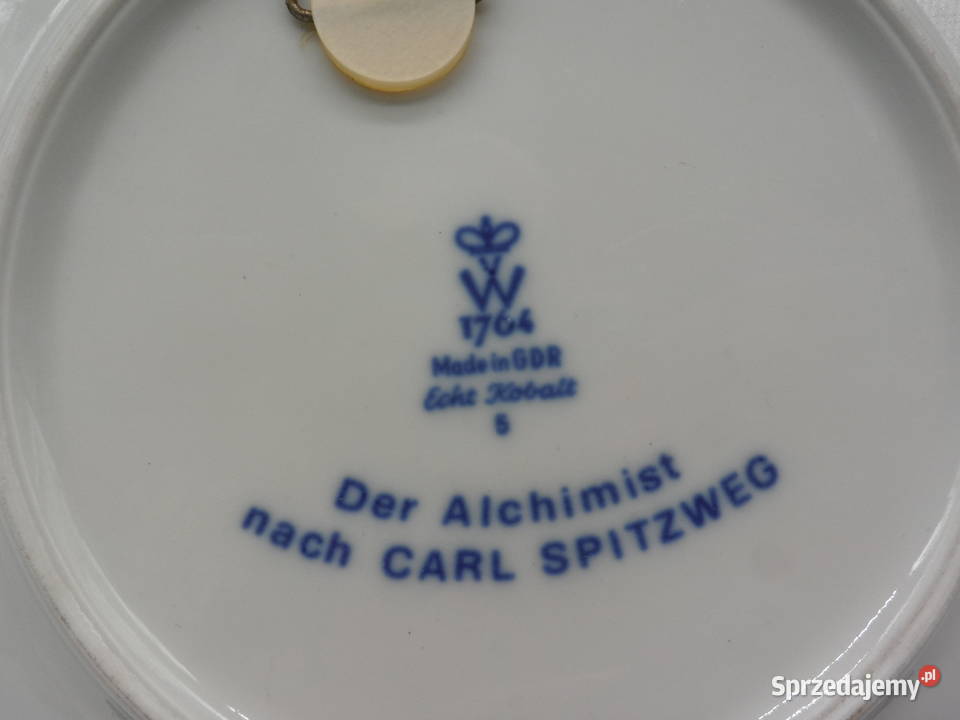 W
1764
Made in GDR
Echt Kobalt
5
Der Alchimist
nach CARL SPITZWEG
Sprzedajemy.pl